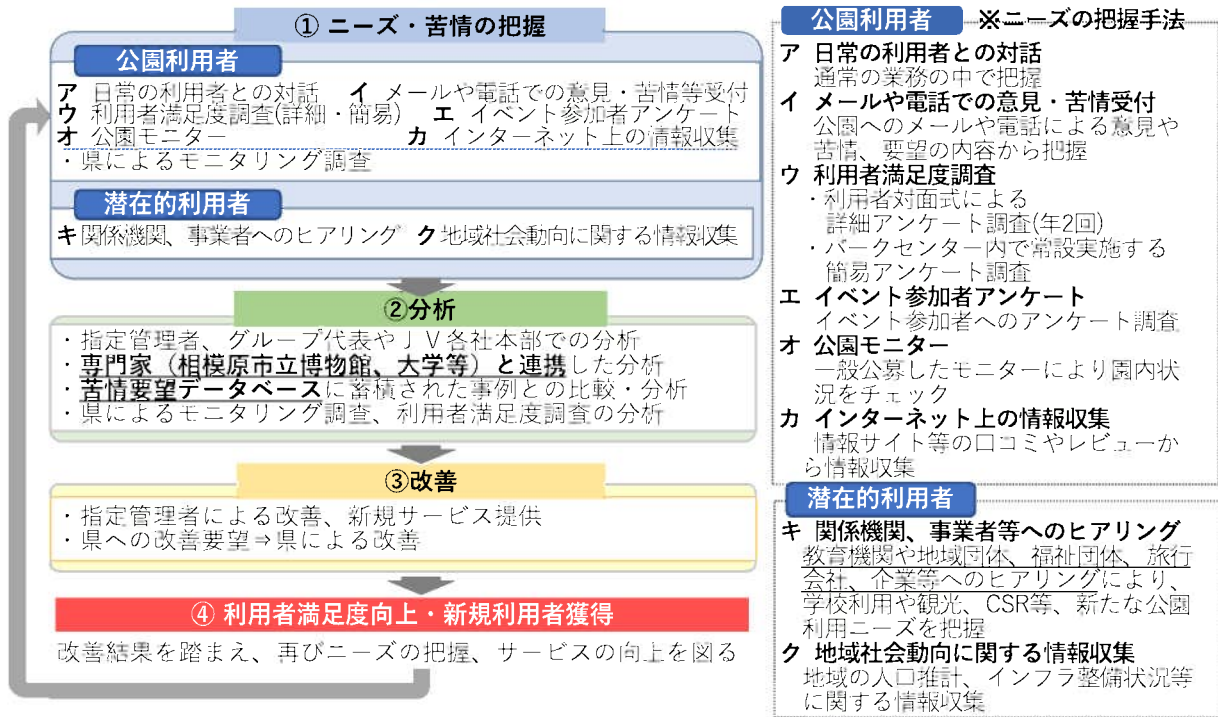 ① ニーズ・苦情の把握
公園利用者
ア 日常の利用者との対話 イ メールや電話での意見・苦情等受付
ウ 利用者満足度調査(詳細・簡易) エ イベント参加者アンケート
オ 公園モニター カ インターネット上の情報収集
・県によるモニタリング調査
潜在的利用者
キ 関係機関、事業者へのヒアリング ク 地域社会動向に関する情報収集
②分析
・指定管理者、グループ代表やJV各社本部での分析
・専門家（相模原市立博物館、大学等）と連携した分析
・苦情要望データベースに蓄積された事例との比較・分析
・県によるモニタリング調査、利用者満足度調査の分析
③改善
・指定管理者による改善、新規サービス提供
・県への改善要望⇒県による改善
④ 利用者満足度向上・新規利用者獲得
改善結果を踏まえ、再びニーズの把握、サービスの向上を図る
公園利用者 ※ニーズの把握手法
ア 日常の利用者との対話
通常の業務の中で把握
イ メールや電話での意見・苦情受付
公園へのメールや電話による意見や
苦情、要望の内容から把握
ウ 利用者満足度調査
・利用者対面式による
詳細アンケート調査(年2回)
・パークセンター内で常設実施する
簡易アンケート調査
エ イベント参加者アンケート
イベント参加者へのアンケート調査
オ 公園モニター
一般公募したモニターにより園内状
況をチェック
カ インターネット上の情報収集
情報サイト等の口コミやレビューか
ら情報収集
潜在的利用者
キ 関係機関、事業者等へのヒアリング
教育機関や地域団体、福祉団体、旅行
会社、企業等へのヒアリングにより、
学校利用や観光、CSR等、新たな公園
利用ニーズを把握
ク 地域社会動向に関する情報収集
地域の人口推計、インフラ整備状況等
に関する情報収集